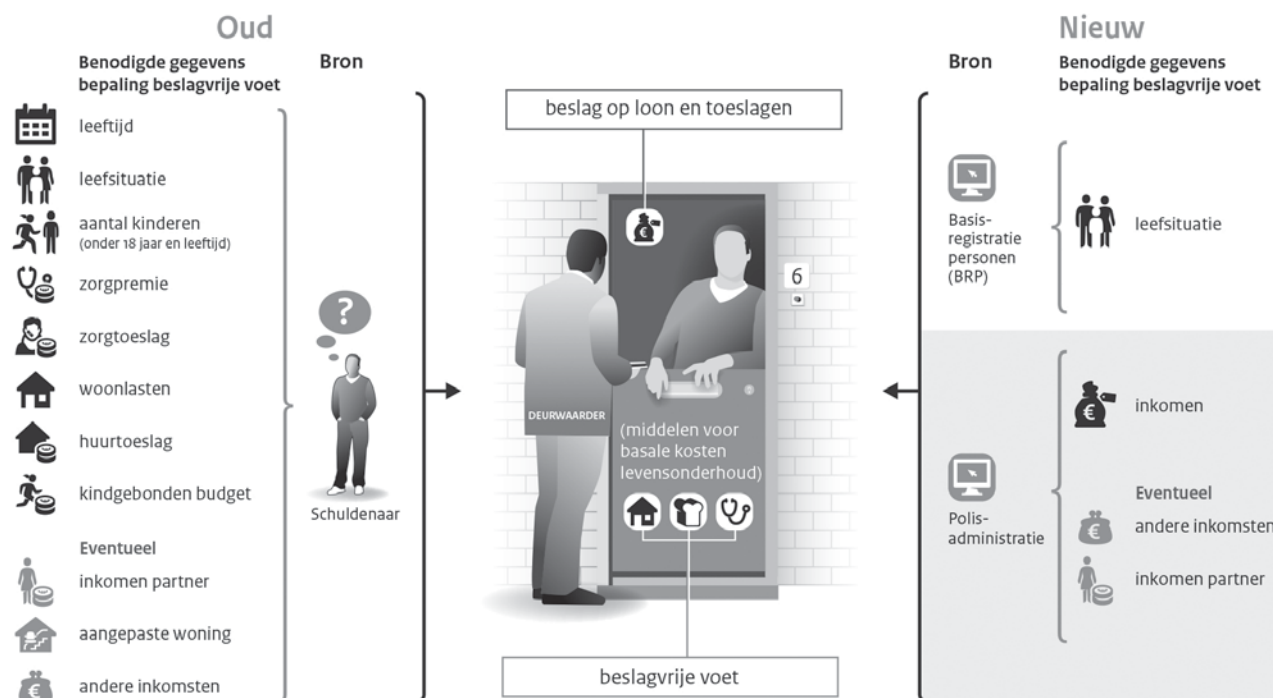 Oud
Benodigde gegevens
bepaling beslagvrije voet
Bron
leeftijd
leefsituatie
aantal kinderen
(onder 18 jaar en leeftijd)
zorgpremie
zorgtoeslag
woonlasten
huurtoeslag
kindgebonden budget
Eventueel
inkomen partner
aangepaste woning
andere inkomsten
?
Schuldenaar
beslag op loon en toeslagen
€
6
DEURWAARDER
(middelen voor
basale kosten
levensonderhoud)
beslagvrije voet
Nieuw
Bron
Benodigde gegevens
bepaling beslagvrije voet
Basis-
registratie
personen
(BRP)
leefsituatie
Polis-
administratie
€
inkomen
Eventueel
€
andere inkomsten
inkomen partner
€